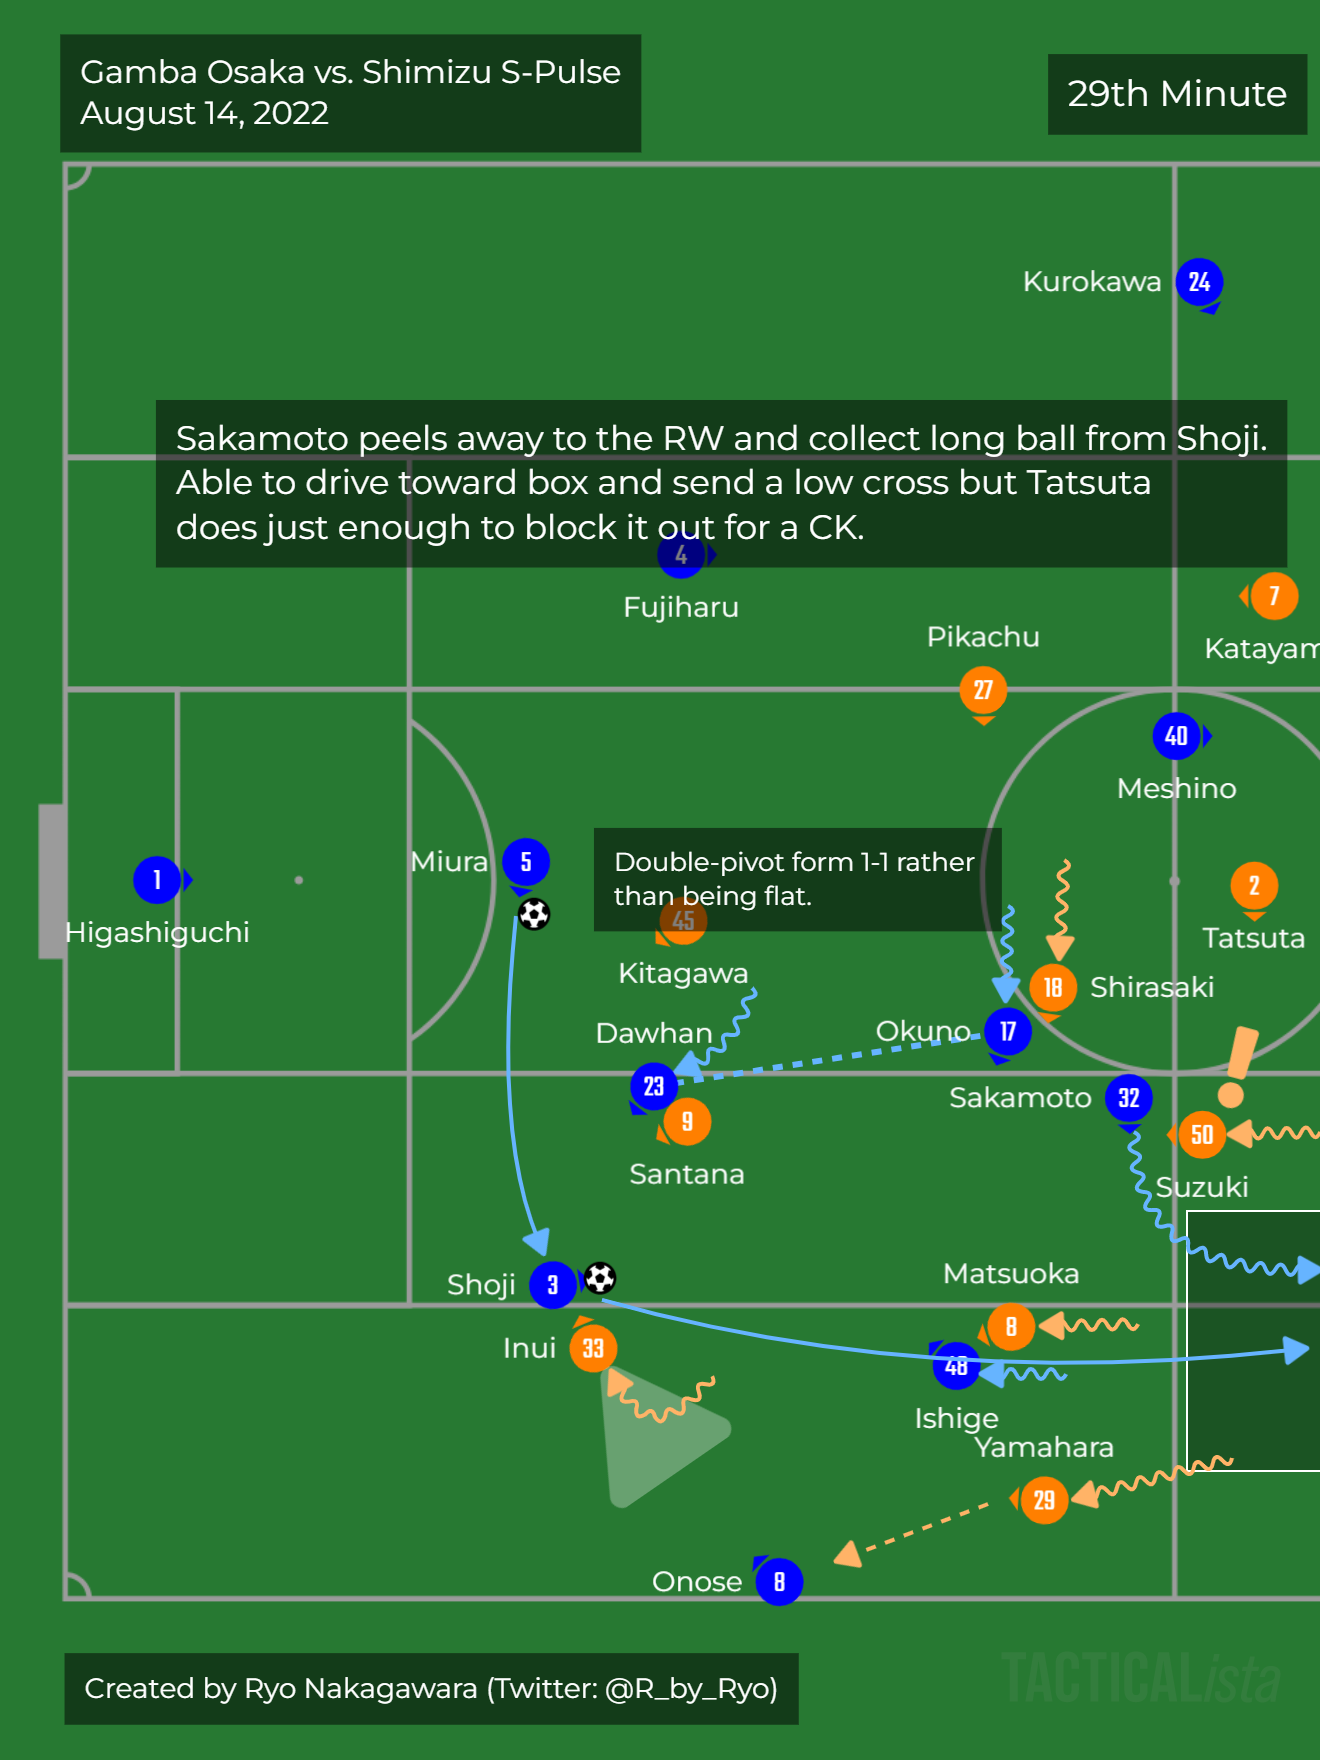 Gamba Osaka vs. Shimizu S-Pulse
August 14, 2022
29th Minute
Kurokawa
24
Sakamoto peels away to the RW and collect long ball from Shoji.
Able to drive toward box and send a low cross but Tatsuta
does just enough to block it out for a CK.
4
Fujiharu
7
Katayam
Pikachu
27
40
Meshino
Miura
5
1
Higashiguchi
Double-pivot form 1-1 rather
than being flat.
45
Kitagawa
2
Tatsuta
18
Shirasaki
Dawhan
23
Okuno
17
Sakamoto
32
9
Santana
50
Suzuki
Shoji
3
Matsuoka
8
Inui
33
48
Ishige
Yamahara
29
Onose
8
Created by Ryo Nakagawara (Twitter: @R_by_Ryo)
TACTICALista